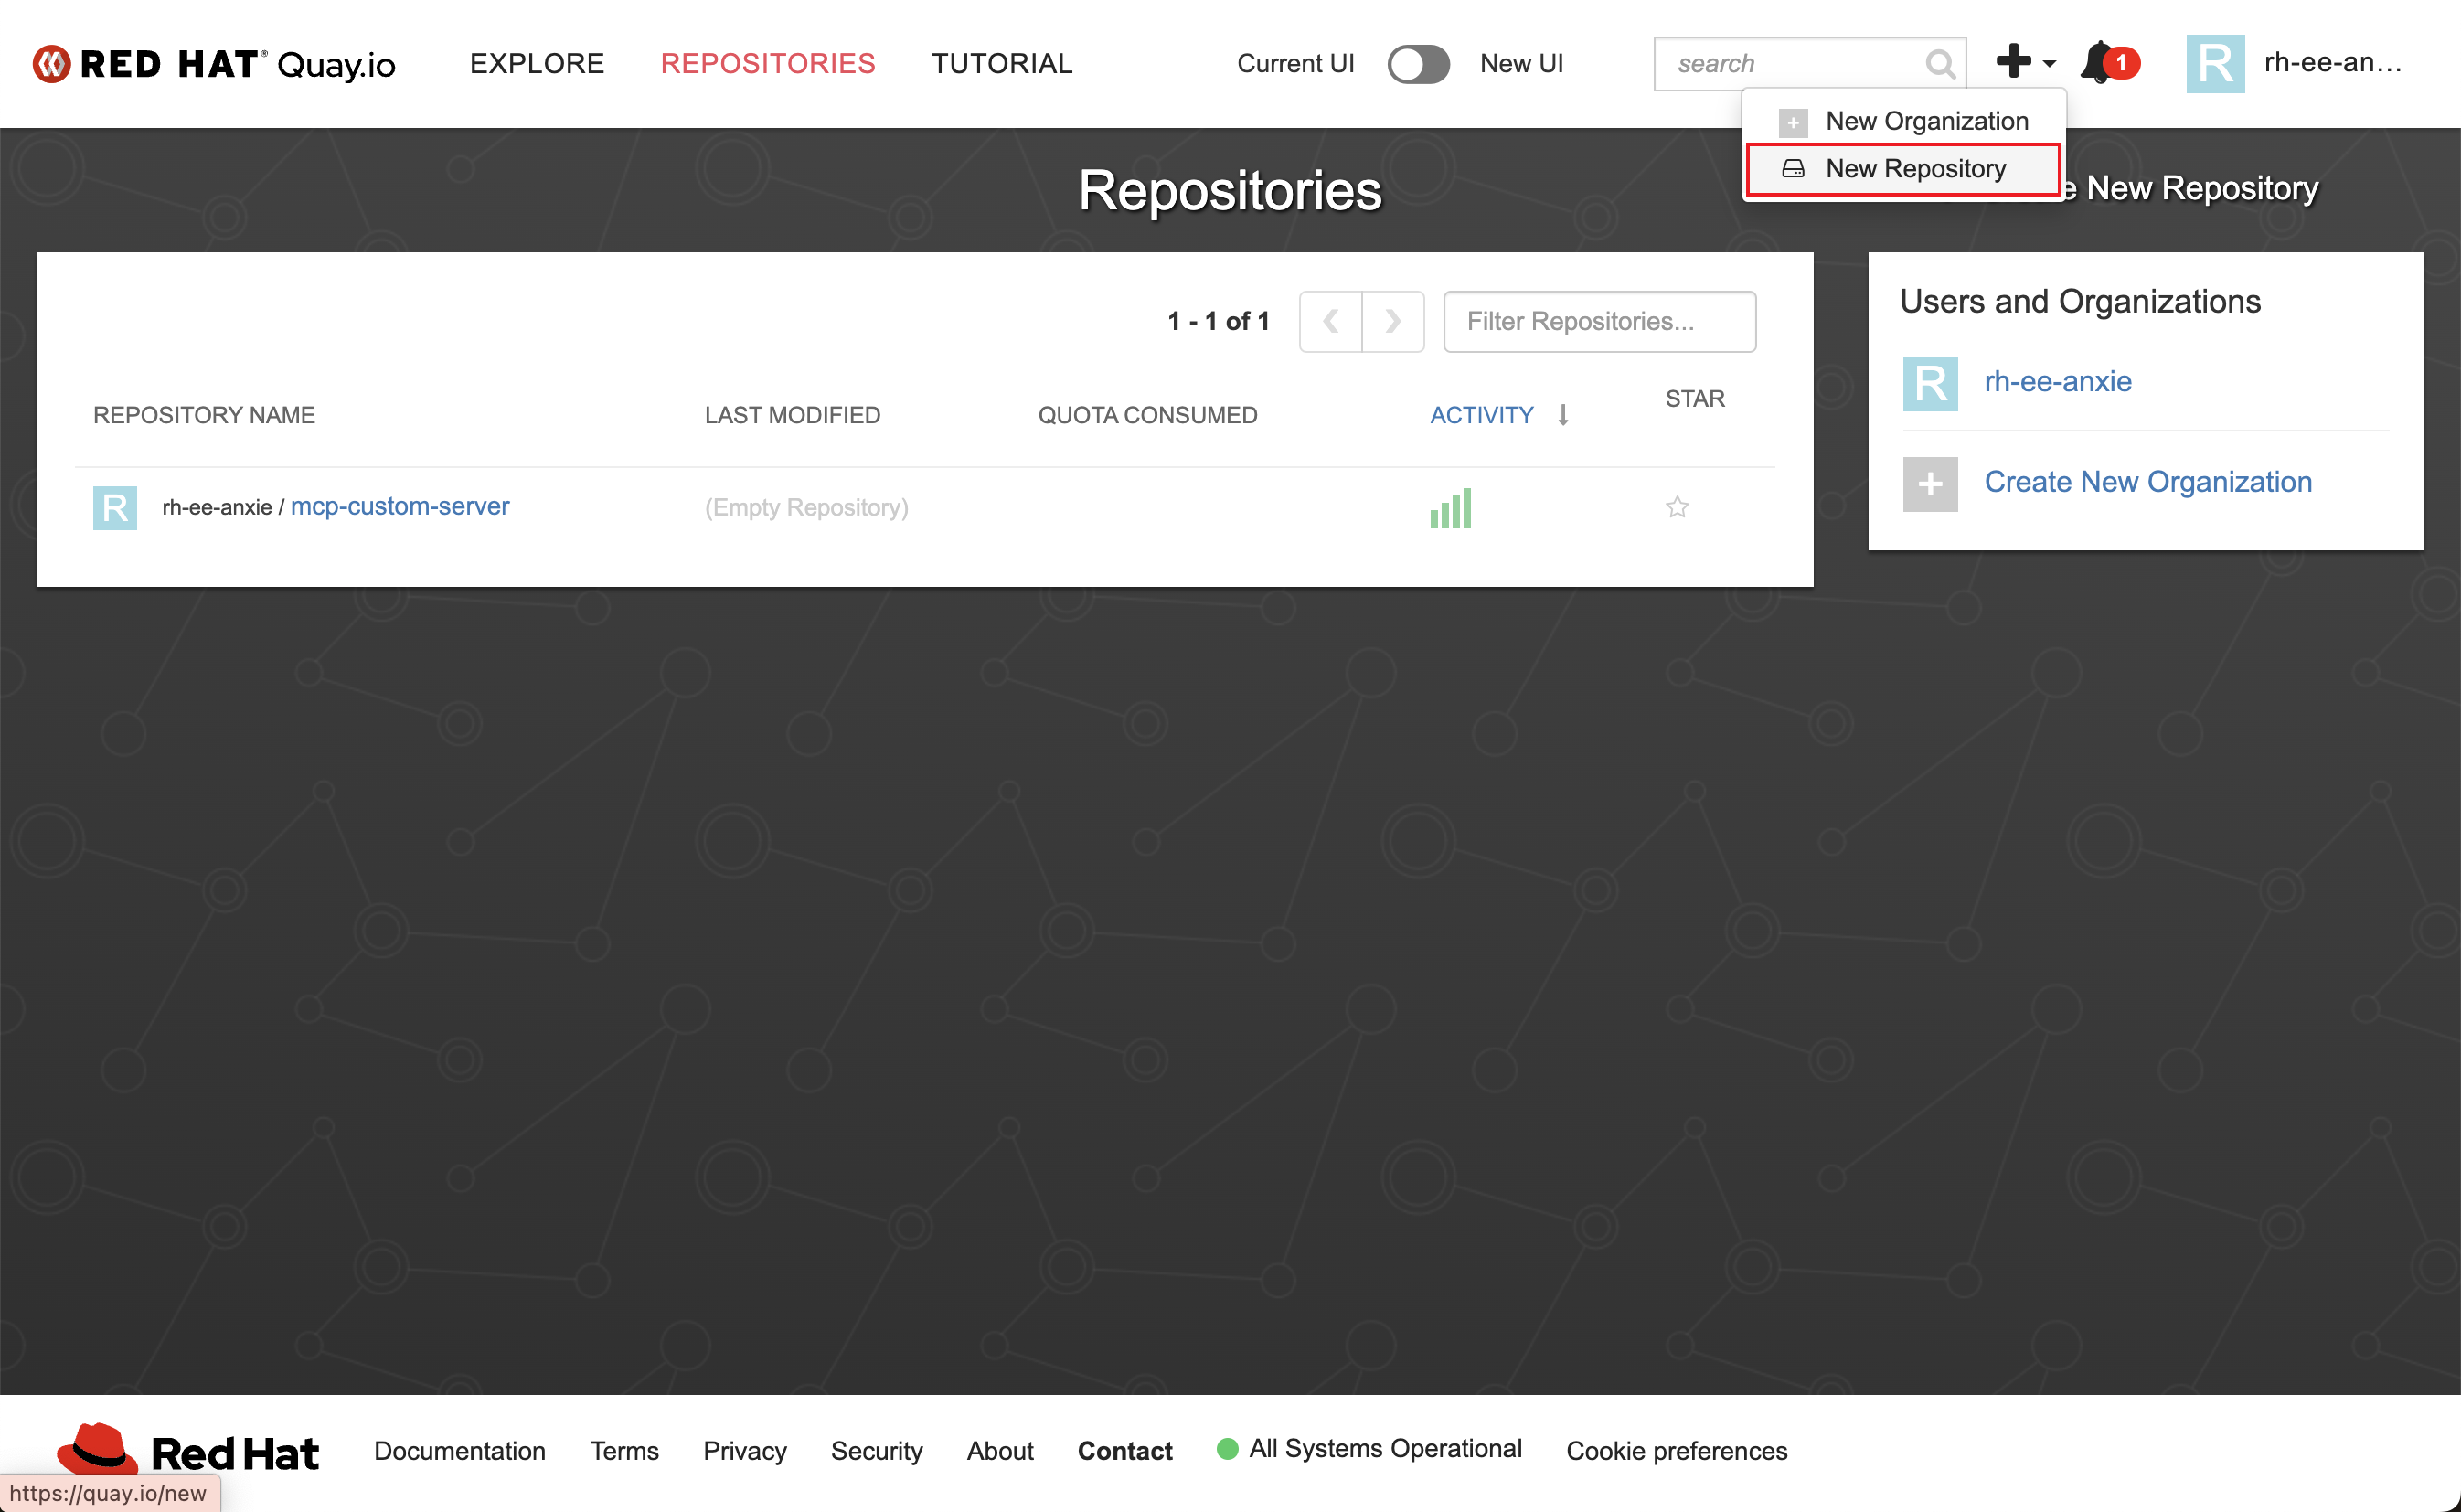 RED HAT® Quay.io EXPLORE REPOSITORIES TUTORIAL Current UI New UI search 1 R rh-ee-an...
New Organization
New Repository
Repositories
New Repository
1 - 1 of 1 Filter Repositories...
REPOSITORY NAME LAST MODIFIED QUOTA CONSUMED ACTIVITY STAR
R rh-ee-anxie / mcp-custom-server (Empty Repository)
Users and Organizations
R rh-ee-anxie
Create New Organization
Red Hat Documentation Terms Privacy Security About Contact All Systems Operational Cookie preferences
https://quay.io/new